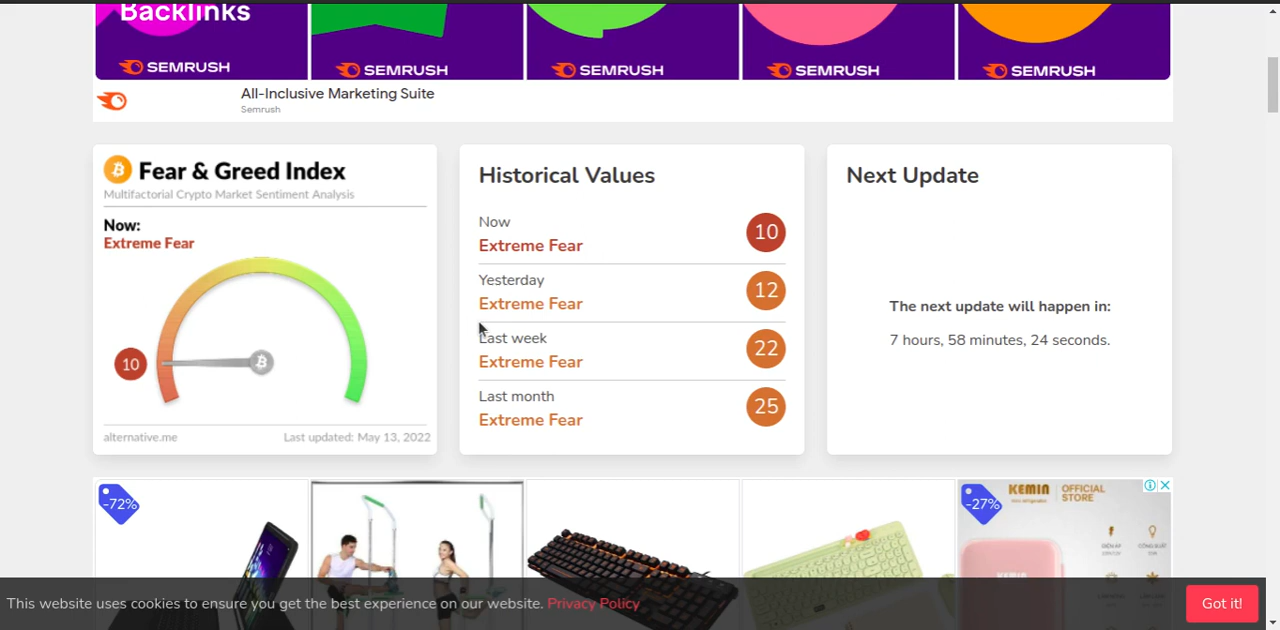 Backlinks
SEMRUSH
SEMRUSH
SEMRUSH
SEMRUSH
SEMRUSH
All-Inclusive Marketing Suite
Semrush
Fear & Greed Index
Multifactorial Crypto Market Sentiment Analysis
Now:
Extreme Fear
10
alternative.me
Last updated: May 13, 2022
Historical Values
Now
Extreme Fear
10
Yesterday
Extreme Fear
12
Last week
Extreme Fear
22
Last month
Extreme Fear
25
Next Update
The next update will happen in:
7 hours, 58 minutes, 24 seconds.
-72%
-27%
KEMIN
OFFICIAL
STORE
This website uses cookies to ensure you get the best experience on our website. Privacy Policy
Got it!